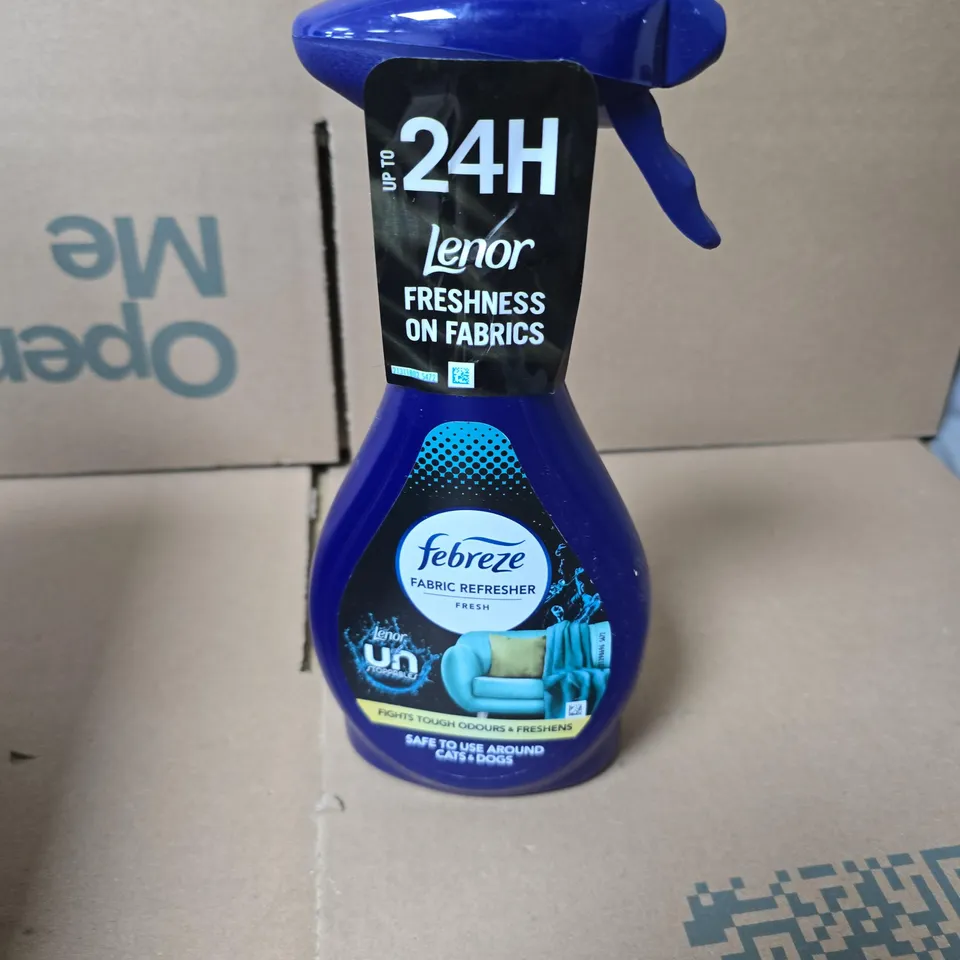 UP TO
24H
Lenor
FRESHNESS
ON FABRICS
febreze
FABRIC REFRESHER
FRESH
Lenor
UN
STOPPABLES
FIGHTS TOUGH ODOURS & FRESHENS
SAFE TO USE AROUND
CATS & DOGS
Open
Me